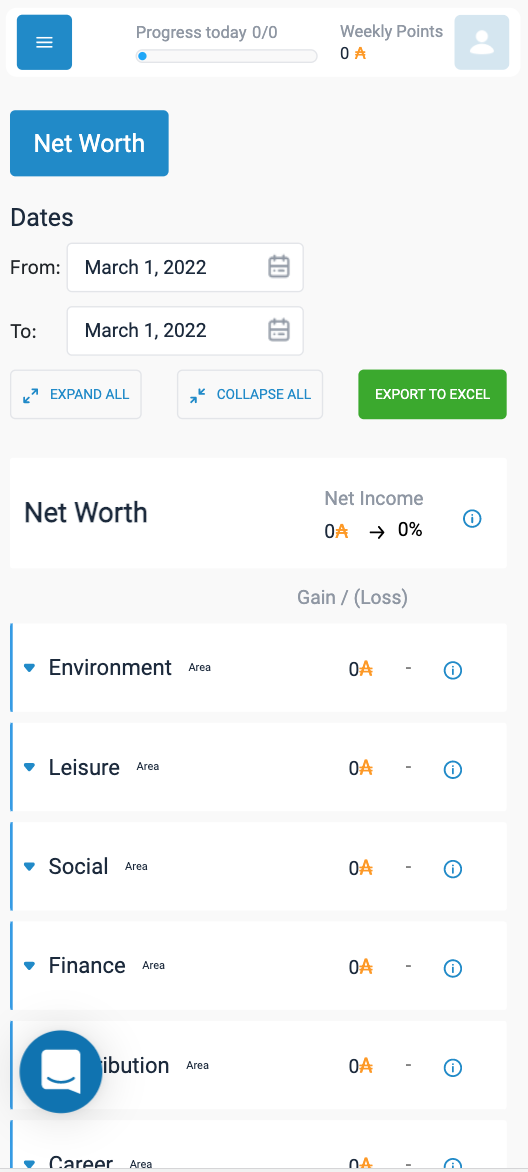 Progress today 0/0
Weekly Points
0
Net Worth
Dates
From: March 1, 2022
To: March 1, 2022
EXPAND ALL COLLAPSE ALL EXPORT TO EXCEL
Net Worth
Net Income
0 → 0%
Gain / (Loss)
Environment Area 0 -
Leisure Area 0 -
Social Area 0 -
Finance Area 0 -
ribution Area 0 -
Career Area 0 -